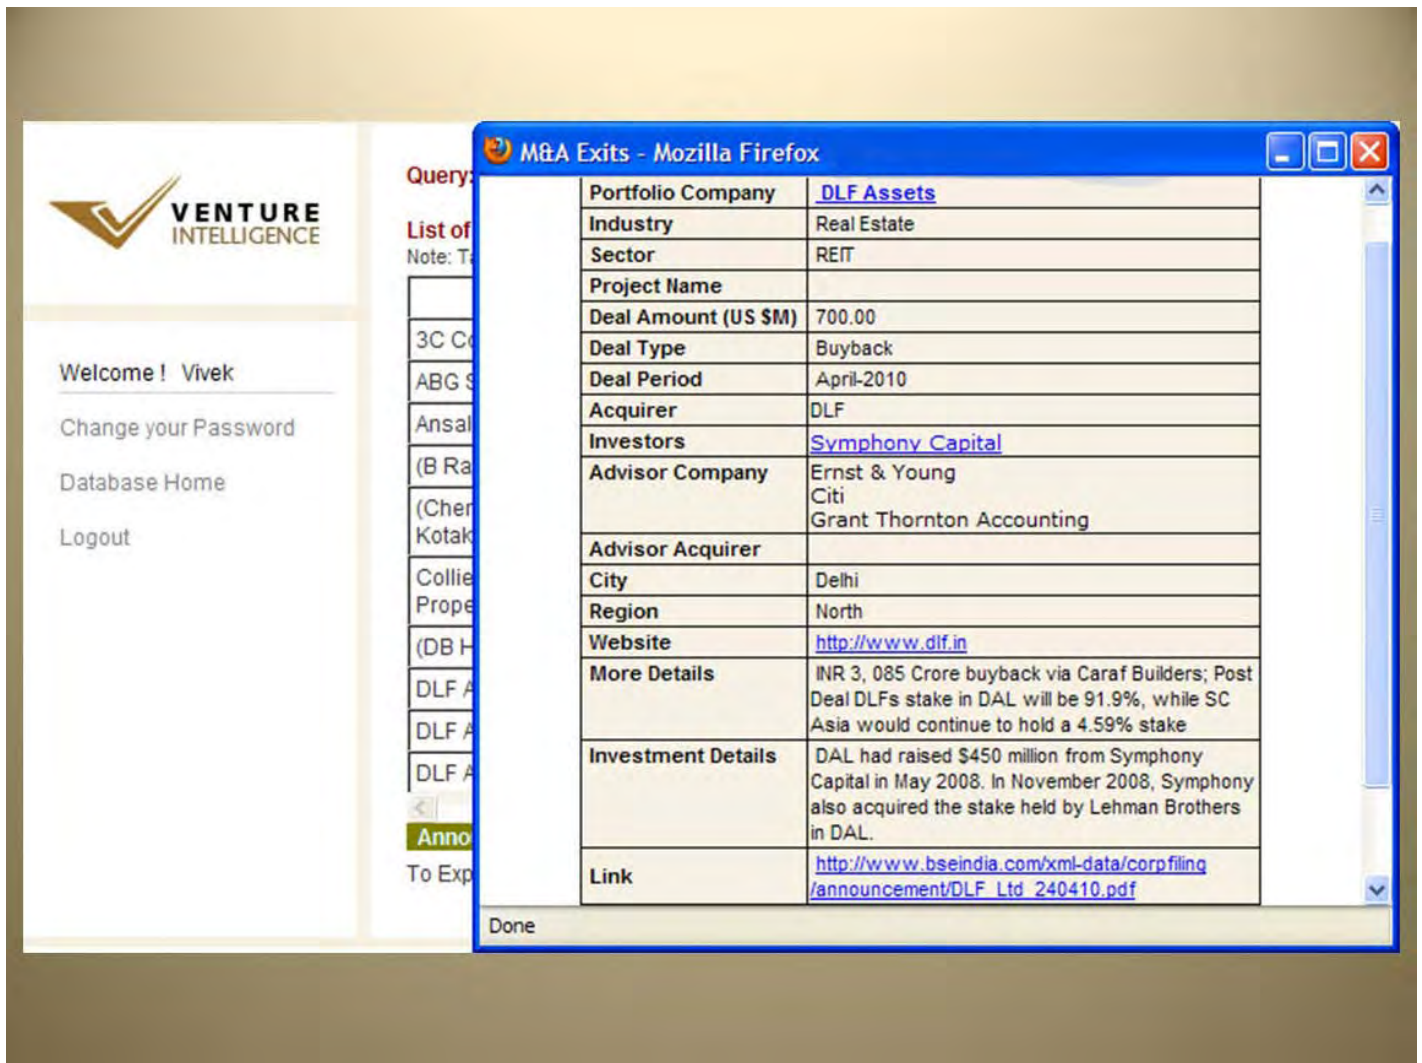 VENTURE
INTELLIGENCE
Welcome ! Vivek
Change your Password
Database Home
Logout
Query:
List of
Note:
3C
ABG
Ansal
(B
Kotak
(DB
DLF
DLF
DLF
To
M&A Exits - Mozilla Firefox
Portfolio Company DLF Assets
Industry Real Estate
Sector REIT
Project Name
Deal Amount (US $M) 700.00
Deal Type Buyback
Deal Period April-2010
Acquirer DLF
Investors Symphony Capital
Advisor Company Ernst & Young
Citi
Grant Thornton Accounting
Advisor Acquirer
City Delhi
Region North
Website http://www.dlf.in
More Details INR 3, 085 Crore buyback via Caraf Builders; Post
Deal DLFs stake in DAL will be 91.9%, while SC
Asia would continue to hold a 4.59% stake
Investment Details DAL had raised $450 million from Symphony
Capital in May 2008. In November 2008, Symphony
also acquired the stake held by Lehman Brothers
in DAL.
Link http://www.bseindia.com/xml-data/corpfiling
/announcement/DLF_Ltd_240410.pdf
Done